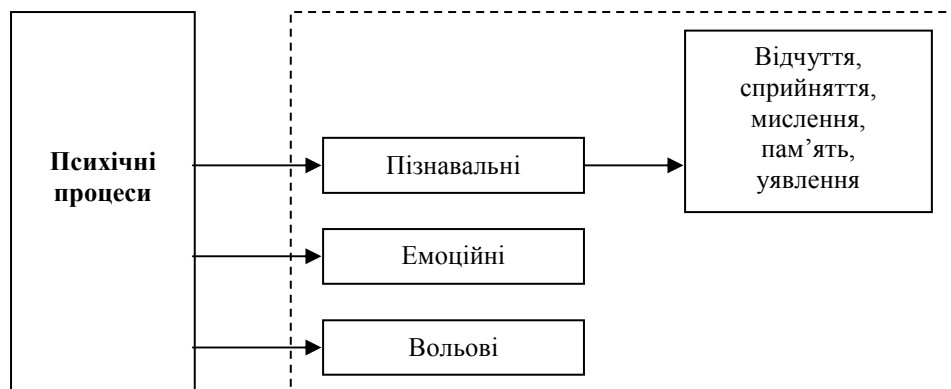 Психічні
процеси
Пізнавальні
Відчуття,
сприйняття,
мислення,
пам’ять,
уявлення
Емоційні
Вольові